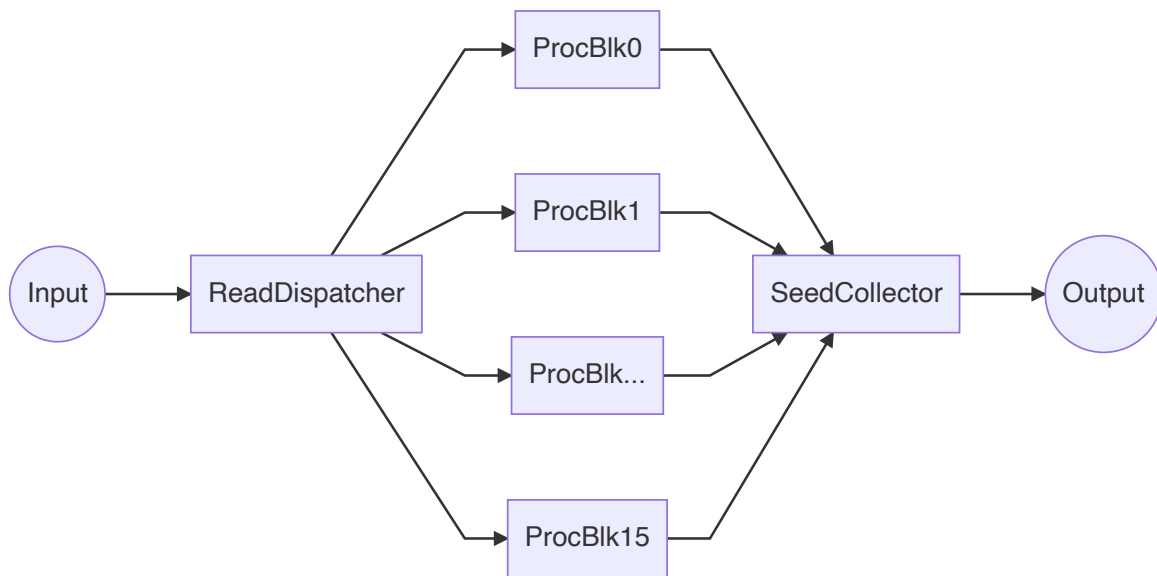 ProcBlk0
ProcBlk1
Input
ReadDispatcher
SeedCollector
Output
ProcBlk...
ProcBlk15